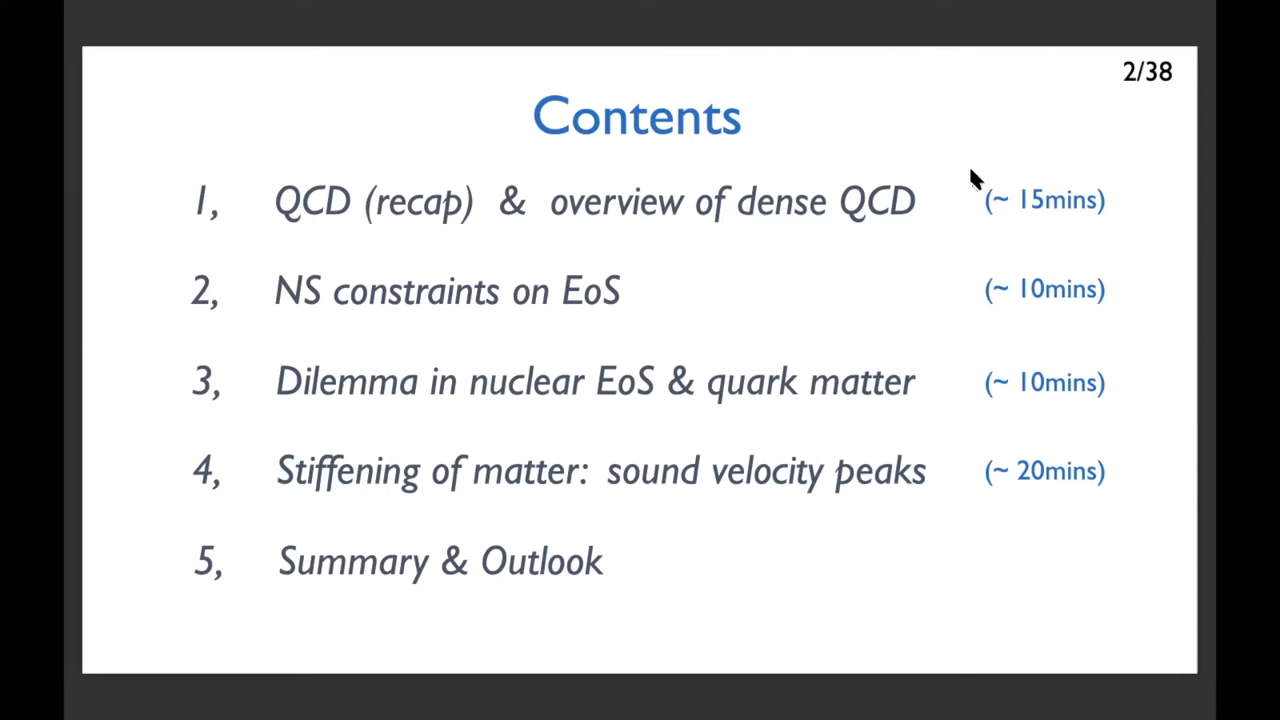 2/38
Contents
1, QCD (recap) & overview of dense QCD (~ 15mins)
2, NS constraints on EoS (~ 10mins)
3, Dilemma in nuclear EoS & quark matter (~ 10mins)
4, Stiffening of matter: sound velocity peaks (~ 20mins)
5, Summary & Outlook